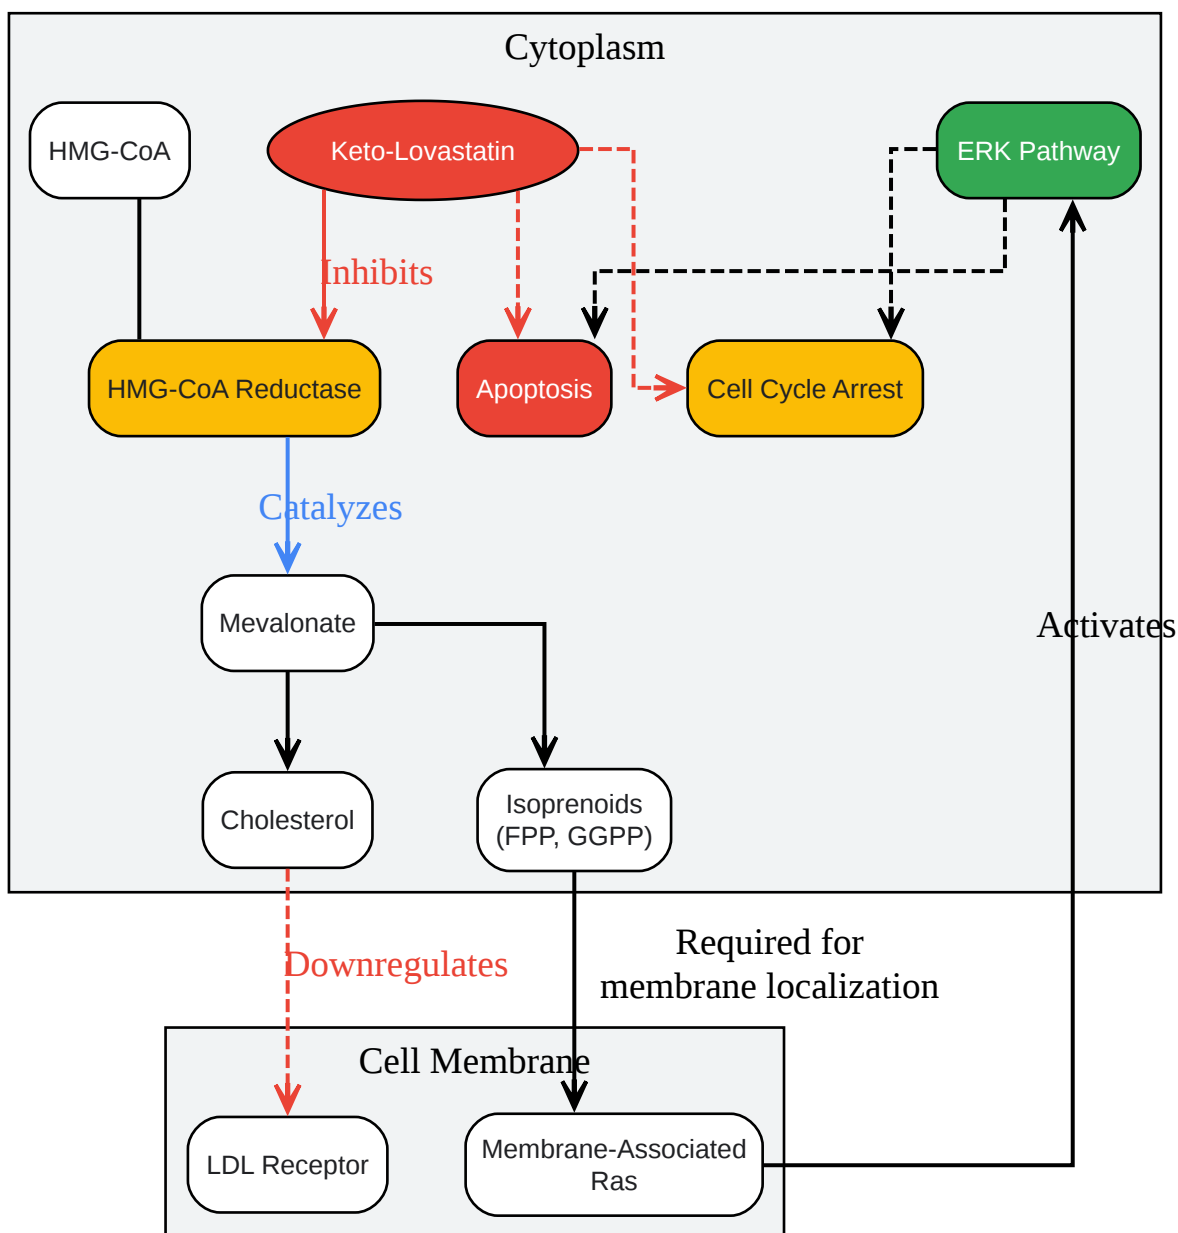 Cytoplasm
HMG-CoA
Keto-Lovastatin
ERK Pathway
Inhibits
HMG-CoA Reductase
Apoptosis
Cell Cycle Arrest
Catalyzes
Mevalonate
Activates
Cholesterol
Isoprenoids
(FPP, GGPP)
Downregulates
Required for
membrane localization
Cell Membrane
LDL Receptor
Membrane-Associated
Ras